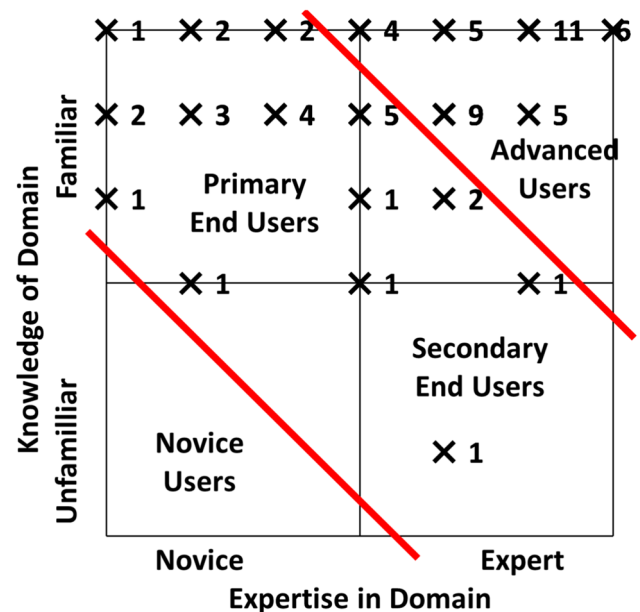 1 2 2 4 5 11 6
2 3 4 5 9 5
Advanced
Users
Primary
End Users
1 1 2
1 1 1
Secondary
End Users
1
Novice
Users
Familiar
Unfamilliar
Knowledge of Domain
Novice Expert
Expertise in Domain